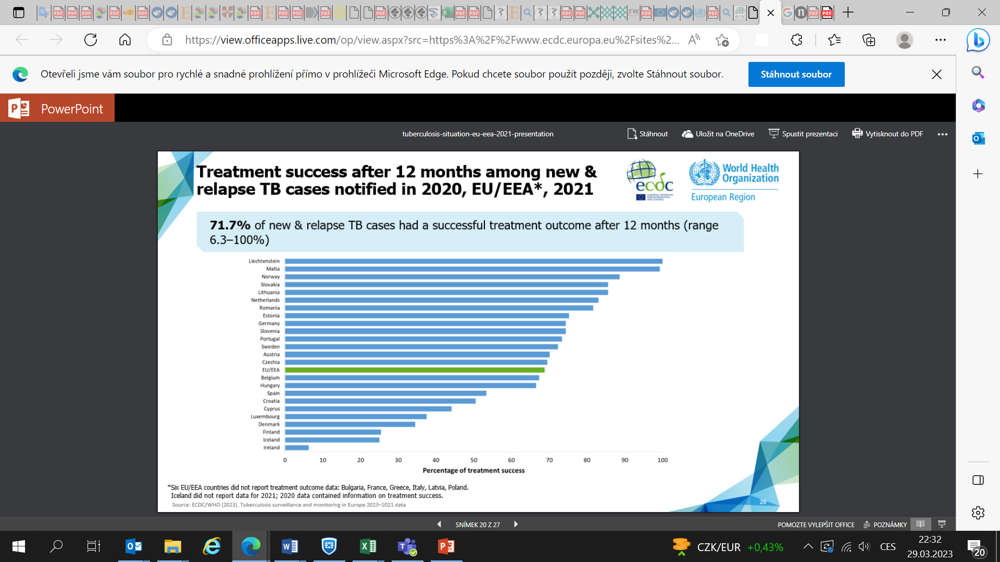 https://view.officeapps.live.com/op/view.aspx?src=https%3A%2F%2Fwww.ecdc.europa.eu%2Fsites%2...
Otevřeli jsme vám soubor pro rychlé a snadné prohlížení přímo v prohlížeči Microsoft Edge. Pokud chcete soubor použít později, zvolte Stáhnout soubor.
Stáhnout soubor
PowerPoint
tuberculosis-situation-eu-eea-2021-presentation
Stáhnout
Uložit na OneDrive
Spustit prezentaci
Vytisknout do PDF
Treatment success after 12 months among new &
relapse TB cases notified in 2020, EU/EEA*, 2021
ecdc
EUROPEAN CENTRE FOR
DISEASE PREVENTION
AND CONTROL
World Health
Organization
European Region
71.7% of new & relapse TB cases had a successful treatment outcome after 12 months (range
6.3–100%)
Liechtenstein
Malta
Norway
Slovakia
Lithuania
Netherlands
Romania
Estonia
Germany
Slovenia
Portugal
Sweden
Austria
Czechia
EU/EEA
Belgium
Hungary
Spain
Croatia
Cyprus
Luxembourg
Denmark
Finland
Iceland
Ireland
0 10 20 30 40 50 60 70 80 90 100
Percentage of treatment success
*Six EU/EEA countries did not report treatment outcome data: Bulgaria, France, Greece, Italy, Latvia, Poland.
Iceland did not report data for 2021; 2020 data contained information on treatment success.
Source: ECDC/WHO (2023). Tuberculosis surveillance and monitoring in Europe 2023–2021 data
20
SNÍMEK 20 Z 27
POMOZTE VYLEPŠIT OFFICE
POZNÁMKY
CZK/EUR +0,43%
CES
22:32
29.03.2023
20